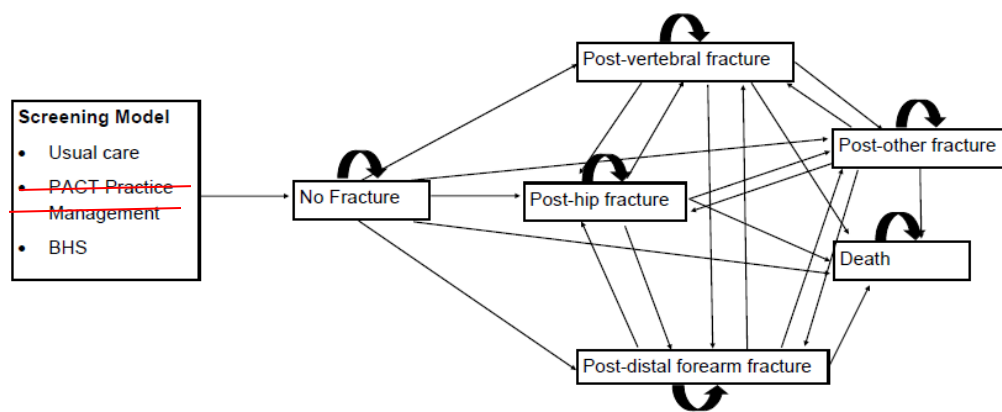 Screening Model
• Usual care
• PACT Practice
Management
• BHS
No Fracture
Post-vertebral fracture
Post-hip fracture
Post-other fracture
Death
Post-distal forearm fracture